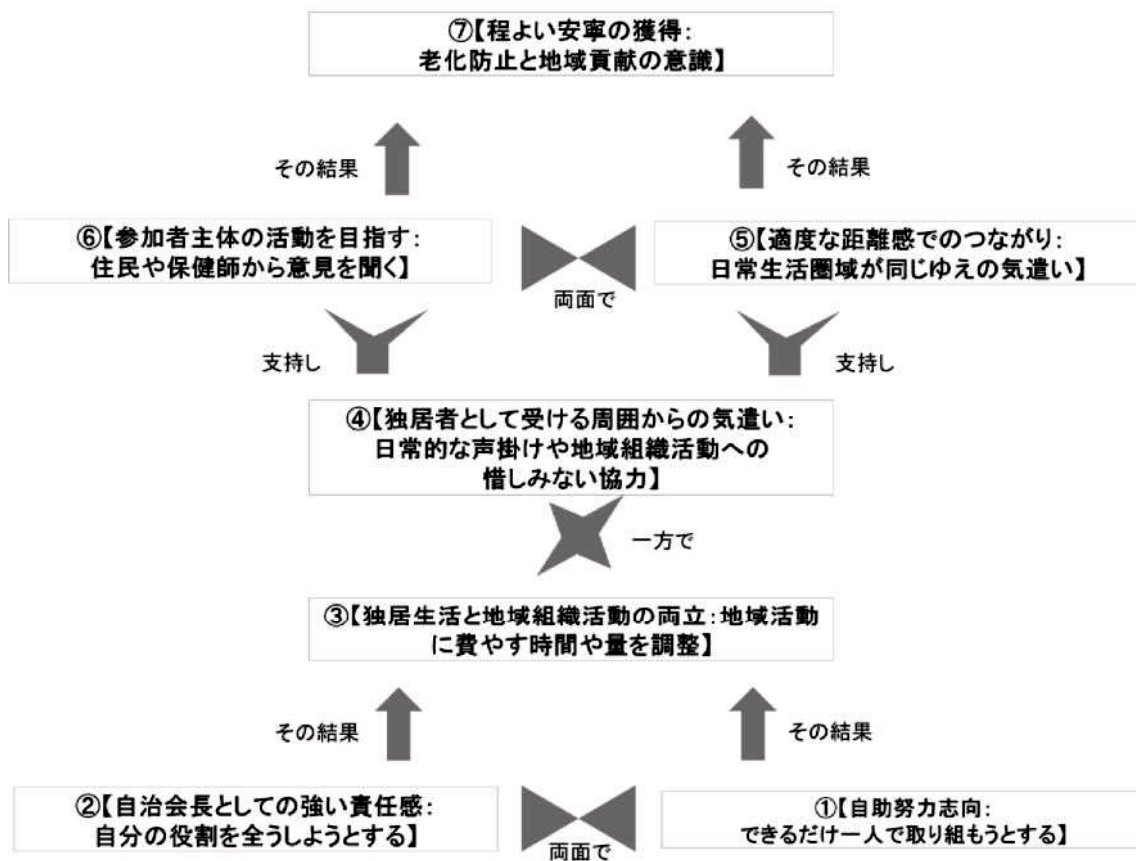 ⑦【程よい安寧の獲得:
老化防止と地域貢献の意識】
その結果
その結果
⑥【参加者主体の活動を目指す:
住民や保健師から意見を聞く】
両面で
⑤【適度な距離感でのつながり:
日常生活圏域が同じゆえの気遣い】
支持し
支持し
④【独居者として受ける周囲からの気遣い:
日常的な声掛けや地域組織活動への
惜しみない協力】
一方で
③【独居生活と地域組織活動の両立:地域活動
に費やす時間や量を調整】
その結果
その結果
②【自治会長としての強い責任感:
自分の役割を全うしようとする】
両面で
①【自助努力志向:
できるだけ一人で取り組もうとする】